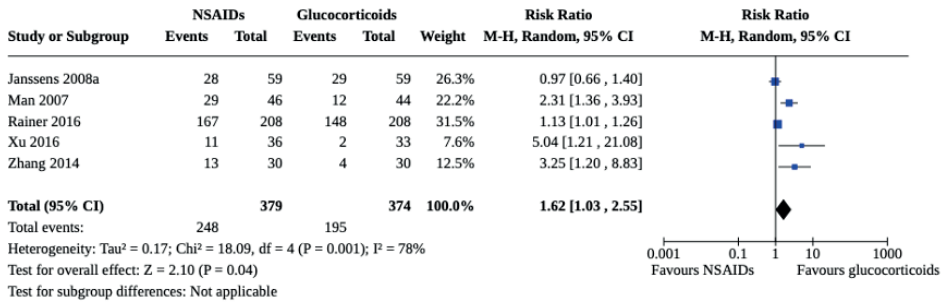 NSAIDs Glucocorticoids Risk Ratio Risk Ratio
Study or Subgroup Events Total Events Total Weight M-H, Random, 95% CI M-H, Random, 95% CI
Janssens 2008a 28 59 29 59 26.3% 0.97 [0.66 , 1.40]
Man 2007 29 46 12 44 22.2% 2.31 [1.36 , 3.93]
Rainer 2016 167 208 148 208 31.5% 1.13 [1.01 , 1.26]
Xu 2016 11 36 2 33 7.6% 5.04 [1.21 , 21.08]
Zhang 2014 13 30 4 30 12.5% 3.25 [1.20 , 8.83]
Total (95% CI) 379 374 100.0% 1.62 [1.03 , 2.55]
Total events: 248 195
Heterogeneity: Tau² = 0.17; Chi² = 18.09, df = 4 (P = 0.001); I² = 78%
0.001 0.1 1 10 1000
Test for overall effect: Z = 2.10 (P = 0.04)
Favours NSAIDs Favours glucocorticoids
Test for subgroup differences: Not applicable